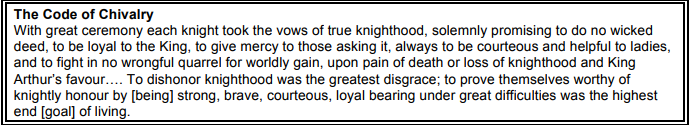 The Code of Chivalry
With great ceremony each knight took the vows of true knighthood, solemnly promising to do no wicked
deed, to be loyal to the King, to give mercy to those asking it, always to be courteous and helpful to ladies,
and to fight in no wrongful quarrel for worldly gain, upon pain of death or loss of knighthood and King
Arthur's favour…. To dishonor knighthood was the greatest disgrace; to prove themselves worthy of
knightly honour by [being] strong, brave, courteous, loyal bearing under great difficulties was the highest
end [goal] of living.